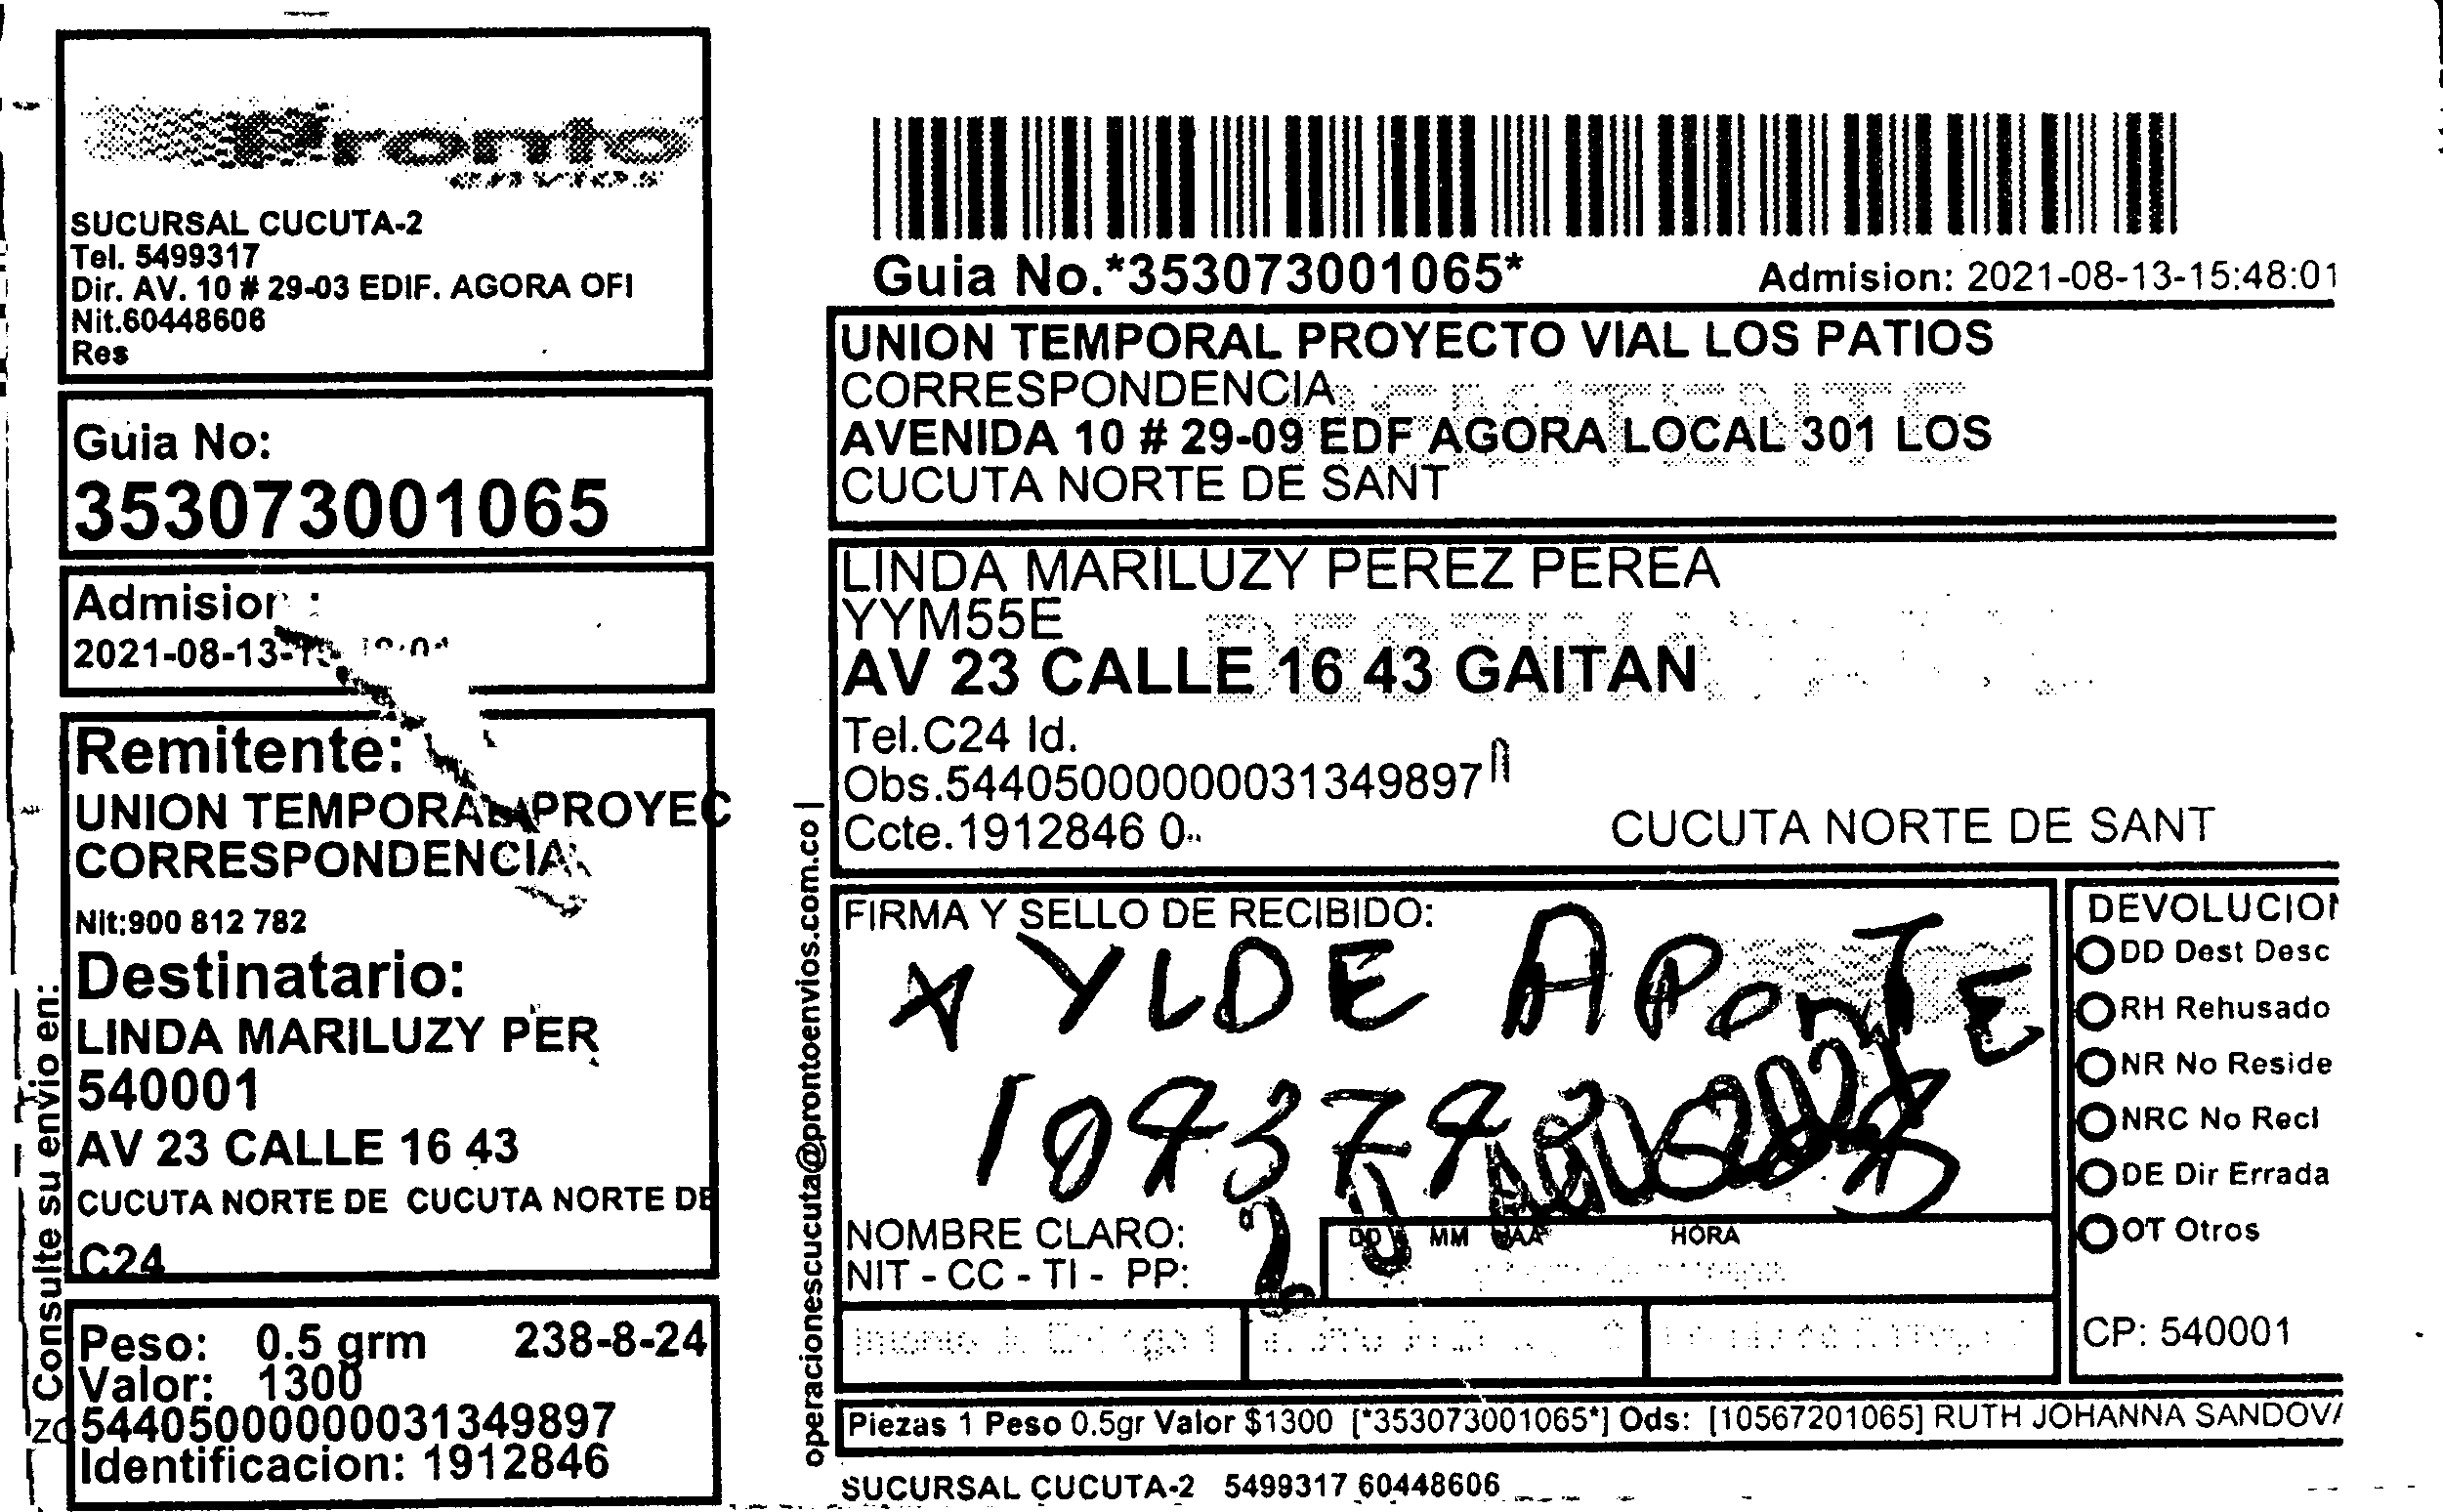 Pronto
envios
SUCURSAL CUCUTA-2
Tel. 5499317
Dir. AV. 10 # 29-03 EDIF. AGORA OFI
Nit.60448606
Res
Guia No:
353073001065
Admision :
2021-08-13-
Remitente:
UNION TEMPORAL PROYEC
CORRESPONDENCIA
Nit:900 812 782
Destinatario:
LINDA MARILUZY PER
540001
AV 23 CALLE 16 43
CUCUTA NORTE DE CUCUTA NORTE DE
C24
Peso: 0.5 grm 238-8-24
Valor: 1300
54405000000031349897
Identificacion: 1912846
Consulte su envio en:
operacionescucuta@prontoenvios.com.co |
Guia No.*353073001065*
Admision: 2021-08-13-15:48:01
UNION TEMPORAL PROYECTO VIAL LOS PATIOS
CORRESPONDENCIA
REMITENTE
AVENIDA 10 # 29-09 EDF AGORA LOCAL 301 LOS
CUCUTA NORTE DE SANT
LINDA MARILUZY PEREZ PEREA
YYM55E
AV 23 CALLE 16 43 GAITAN
Tel.C24 Id.
Obs.54405000000031349897
Ccte.1912846 0
CUCUTA NORTE DE SANT
FIRMA Y SELLO DE RECIBIDO:
YLDE APonTE
20 AGO 2021
NOMBRE CLARO:
NIT - CC - TI - PP:
DD MM AA HORA
DEVOLUCION
DD Dest Desc
RH Rehusado
NR No Reside
NRC No Recl
DE Dir Errada
OT Otros
CP: 540001
Piezas 1 Peso 0.5gr Valor $1300 [*353073001065*] Ods: [10567201065] RUTH JOHANNA SANDOV
SUCURSAL CUCUTA-2 5499317 60448606